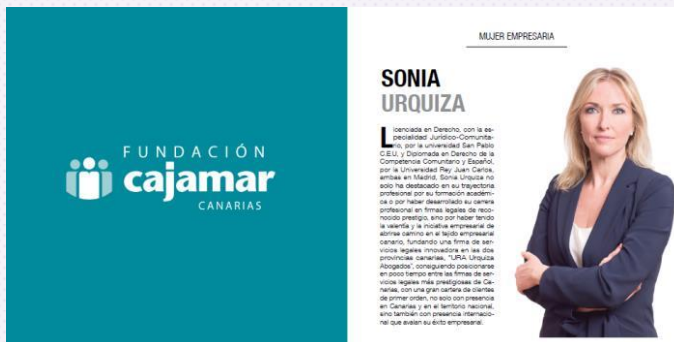 FUNDACIÓN
cajamar
CANARIAS
MUJER EMPRESARIA
SONIA
URQUIZA
Licenciada en Derecho, con la es-
pecialidad Jurídico-Comunita-
rio, por la universidad San Pablo
C.E.U, y Diplomada en Derecho de la
Competencia Comunitario y Español,
por la Universidad Rey Juan Carlos,
ambas en Madrid, Sonia Urquiza no
solo ha destacado en su trayectoria
profesional por su formación académi-
ca o por haber desarrollado su carrera
profesional en firmas legales de reco-
nocido prestigio, sino por haber tenido
la valentía y la iniciativa empresarial de
abrirse camino en el tejido empresarial
canario, fundando una firma de ser-
vicios legales innovadora en las dos
provincias canarias, "URA Urquiza
Abogados", consiguiendo posicionarse
en poco tiempo entre las firmas de ser-
vicios legales más prestigiosas de Ca-
narias, con una gran cartera de clientes
de primer orden, no solo con presencia
en Canarias y en el territorio nacional,
sino también con presencia internacio-
nal que avalan su éxito empresarial.